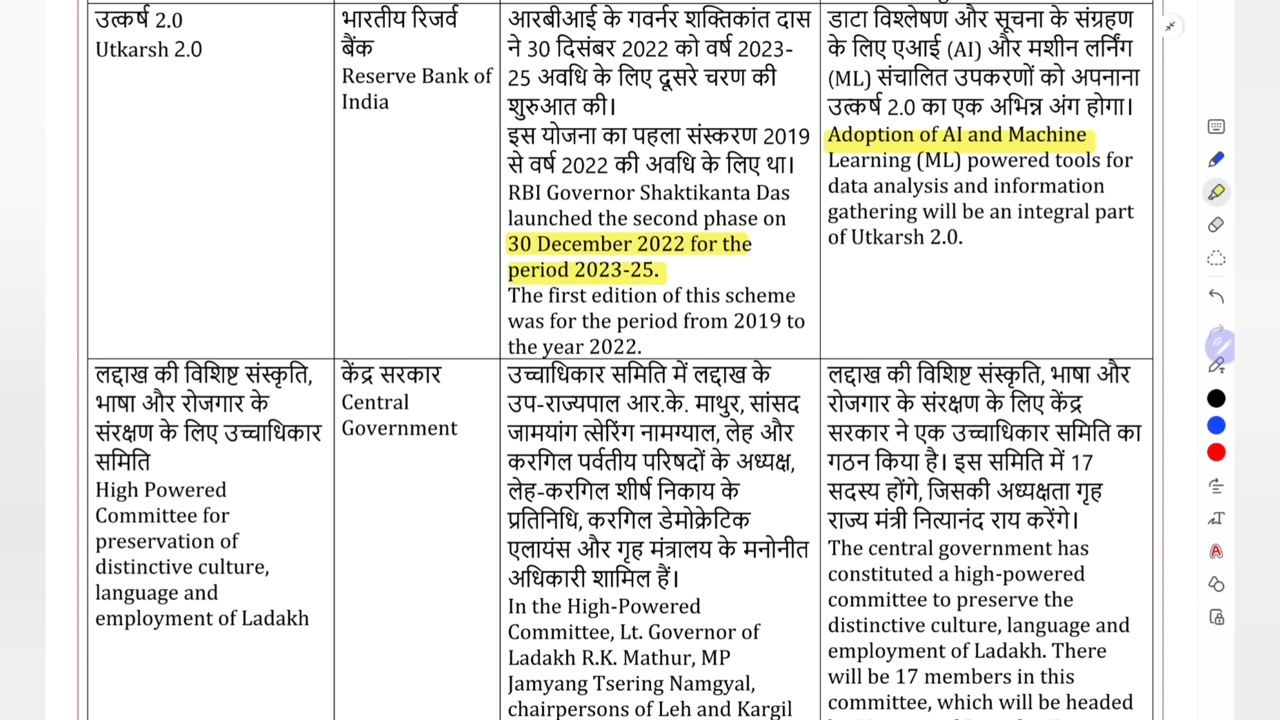 उत्कर्ष 2.0
Utkarsh 2.0
भारतीय रिजर्व
बैंक
Reserve Bank of
India
आरबीआई के गवर्नर शक्तिकांत दास
ने 30 दिसंबर 2022 को वर्ष 2023-
25 अवधि के लिए दूसरे चरण की
शुरुआत की।
इस योजना का पहला संस्करण 2019
से वर्ष 2022 की अवधि के लिए था।
RBI Governor Shaktikanta Das
launched the second phase on
30 December 2022 for the
period 2023-25.
The first edition of this scheme
was for the period from 2019 to
the year 2022.
डाटा विश्लेषण और सूचना के संग्रहण
के लिए एआई (AI) और मशीन लर्निंग
(ML) संचालित उपकरणों को अपनाना
उत्कर्ष 2.0 का एक अभिन्न अंग होगा।
Adoption of AI and Machine
Learning (ML) powered tools for
data analysis and information
gathering will be an integral part
of Utkarsh 2.0.
लद्दाख की विशिष्ट संस्कृति,
भाषा और रोजगार के
संरक्षण के लिए उच्चाधिकार
समिति
High Powered
Committee for
preservation of
distinctive culture,
language and
employment of Ladakh
केंद्र सरकार
Central
Government
उच्चाधिकार समिति में लद्दाख के
उप-राज्यपाल आर.के. माथुर, सांसद
जामयांग त्सेरिंग नामग्याल, लेह और
करगिल पर्वतीय परिषदों के अध्यक्ष,
लेह-करगिल शीर्ष निकाय के
प्रतिनिधि, करगिल डेमोक्रेटिक
एलायंस और गृह मंत्रालय के मनोनीत
अधिकारी शामिल हैं।
In the High-Powered
Committee, Lt. Governor of
Ladakh R.K. Mathur, MP
Jamyang Tsering Namgyal,
chairpersons of Leh and Kargil
लद्दाख की विशिष्ट संस्कृति, भाषा और
रोजगार के संरक्षण के लिए केंद्र
सरकार ने एक उच्चाधिकार समिति का
गठन किया है। इस समिति में 17
सदस्य होंगे, जिसकी अध्यक्षता गृह
राज्य मंत्री नित्यानंद राय करेंगे।
The central government has
constituted a high-powered
committee to preserve the
distinctive culture, language and
employment of Ladakh. There
will be 17 members in this
committee, which will be headed